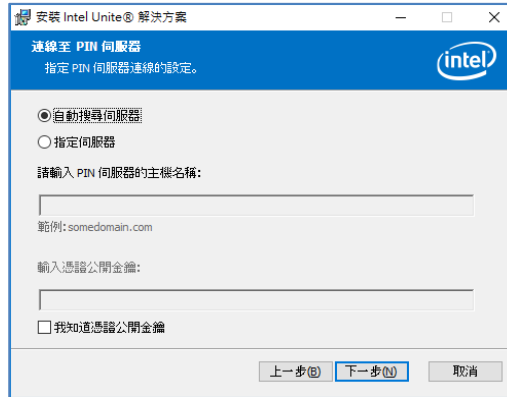 安裝 Intel Unite® 解決方案
連線至 PIN 伺服器
指定 PIN 伺服器連線的設定。
intel
自動搜尋伺服器
指定伺服器
請輸入 PIN 伺服器的主機名稱:
範例: somedomain.com
輸入憑證公開金鑰:
我知道憑證公開金鑰
上一步(B) 下一步(N) 取消